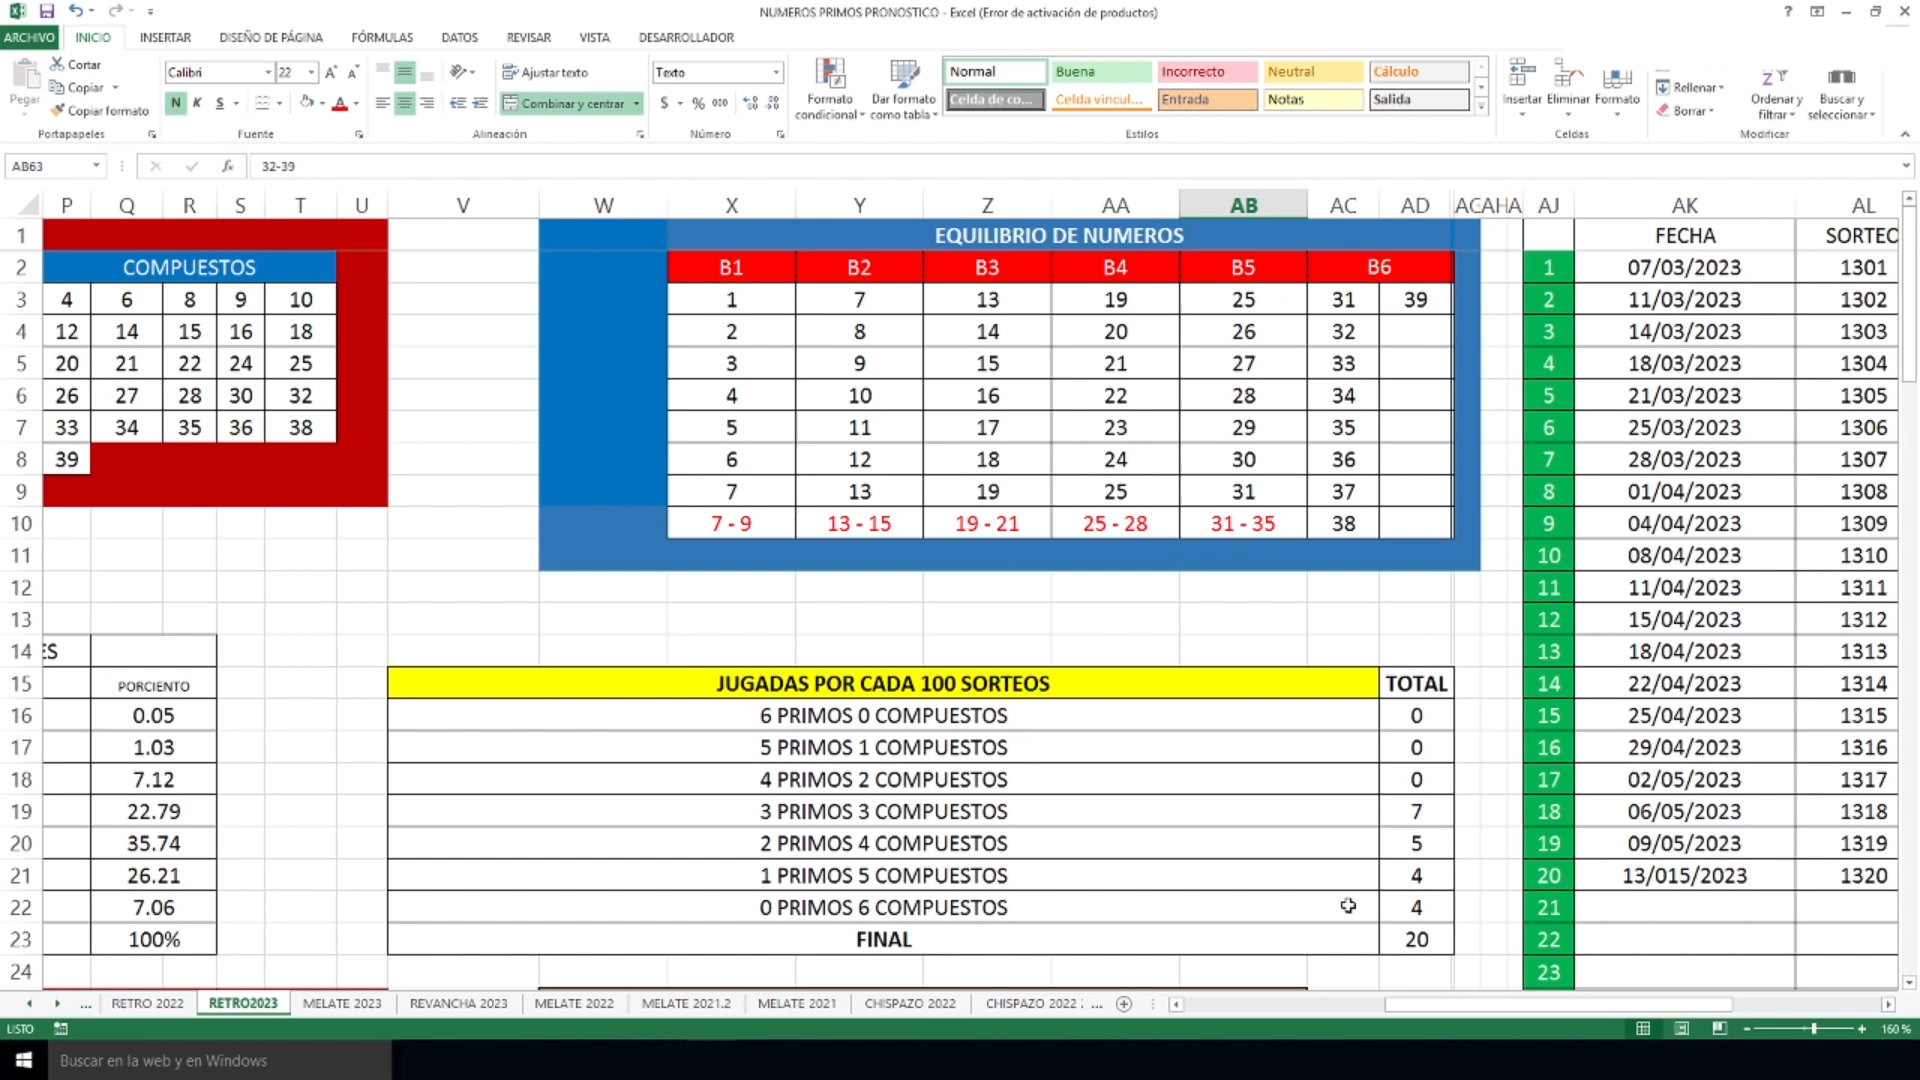 NUMEROS PRIMOS PRONOSTICO - Excel (Error de activación de productos)
ARCHIVO INICIO INSERTAR DISEÑO DE PÁGINA FÓRMULAS DATOS REVISAR VISTA DESARROLLADOR
Pegar Cortar Copiar Copiar formato Portapapeles
Calibri 22 N K S A Fuente
Ajustar texto Combinar y centrar Alineación
Texto $ % 000 Número
Formato condicional Dar formato como tabla
Normal Buena Incorrecto Neutral Cálculo
Celda de co... Celda vincul... Entrada Notas Salida
Estilos
Insertar Eliminar Formato Celdas
Rellenar Borrar Ordenar y filtrar Buscar y seleccionar Modificar
AB63 fx 32-39
P Q R S T U V W X Y Z AA AB AC AD AJ AK AL
1 EQUILIBRIO DE NUMEROS FECHA SORTEO
2 COMPUESTOS B1 B2 B3 B4 B5 B6 1 07/03/2023 1301
3 4 6 8 9 10 1 7 13 19 25 31 39 2 11/03/2023 1302
4 12 14 15 16 18 2 8 14 20 26 32 3 14/03/2023 1303
5 20 21 22 24 25 3 9 15 21 27 33 4 18/03/2023 1304
6 26 27 28 30 32 4 10 16 22 28 34 5 21/03/2023 1305
7 33 34 35 36 38 5 11 17 23 29 35 6 25/03/2023 1306
8 39 6 12 18 24 30 36 7 28/03/2023 1307
9 7 13 19 25 31 37 8 01/04/2023 1308
10 7 - 9 13 - 15 19 - 21 25 - 28 31 - 35 38 9 04/04/2023 1309
11 10 08/04/2023 1310
12 11 11/04/2023 1311
13 12 15/04/2023 1312
14 ES 13 18/04/2023 1313
15 PORCIENTO JUGADAS POR CADA 100 SORTEOS TOTAL 14 22/04/2023 1314
16 0.05 6 PRIMOS 0 COMPUESTOS 0 15 25/04/2023 1315
17 1.03 5 PRIMOS 1 COMPUESTOS 0 16 29/04/2023 1316
18 7.12 4 PRIMOS 2 COMPUESTOS 0 17 02/05/2023 1317
19 22.79 3 PRIMOS 3 COMPUESTOS 7 18 06/05/2023 1318
20 35.74 2 PRIMOS 4 COMPUESTOS 5 19 09/05/2023 1319
21 26.21 1 PRIMOS 5 COMPUESTOS 4 20 13/015/2023 1320
22 7.06 0 PRIMOS 6 COMPUESTOS 4 21
23 100% FINAL 20 22
24 23
... RETRO 2022 RETRO2023 MELATE 2023 REVANCHA 2023 MELATE 2022 MELATE 2021.2 MELATE 2021 CHISPAZO 2022 CHISPAZO 2022 ...
LISTO 160 %
Buscar en la web y en Windows